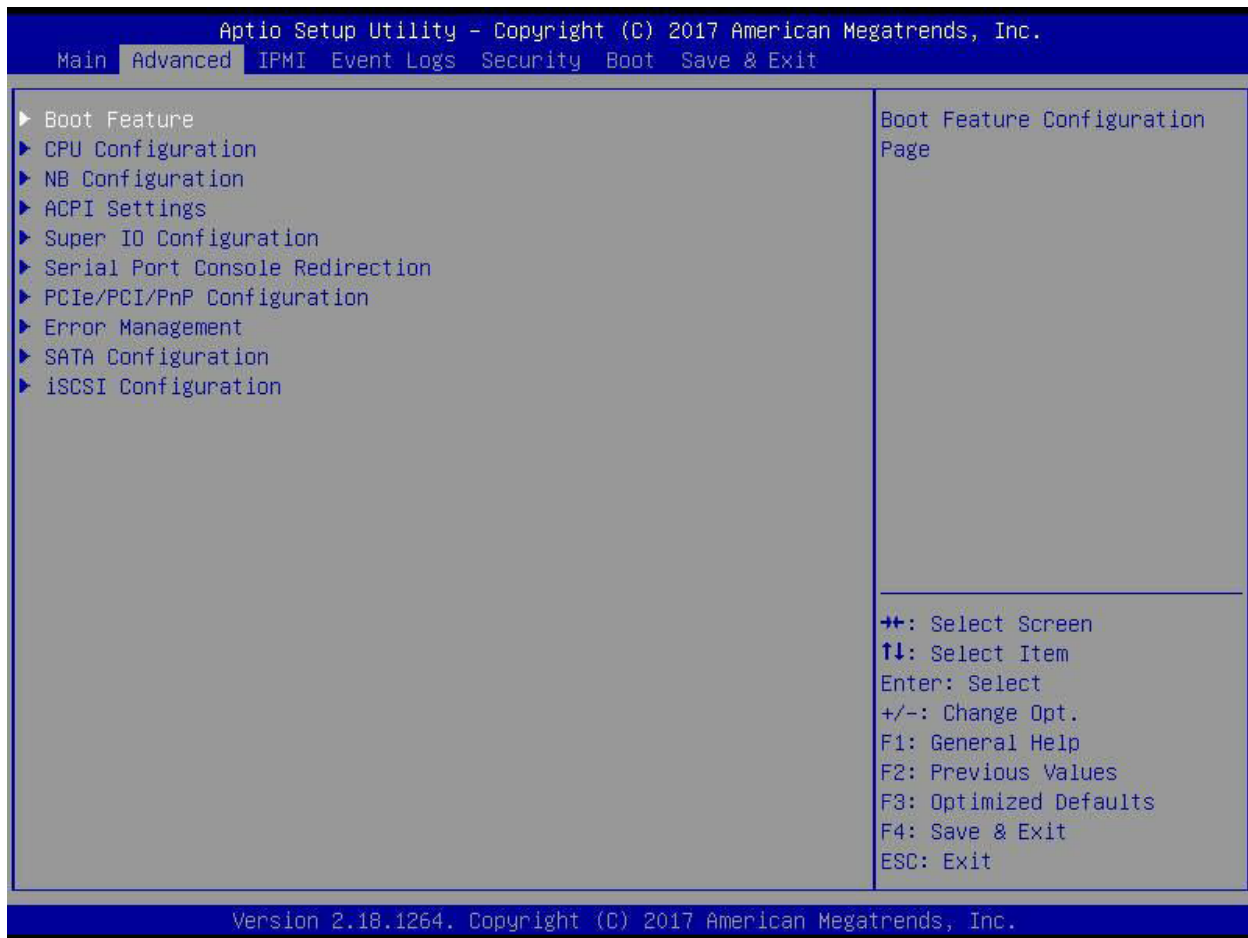 Aptio Setup Utility – Copyright (C) 2017 American Megatrends, Inc.
Main Advanced IPMI Event Logs Security Boot Save & Exit
▶ Boot Feature
▶ CPU Configuration
▶ NB Configuration
▶ ACPI Settings
▶ Super IO Configuration
▶ Serial Port Console Redirection
▶ PCIe/PCI/PnP Configuration
▶ Error Management
▶ SATA Configuration
▶ iSCSI Configuration
Boot Feature Configuration
Page
→←: Select Screen
↑↓: Select Item
Enter: Select
+/-: Change Opt.
F1: General Help
F2: Previous Values
F3: Optimized Defaults
F4: Save & Exit
ESC: Exit
Version 2.18.1264. Copyright (C) 2017 American Megatrends, Inc.